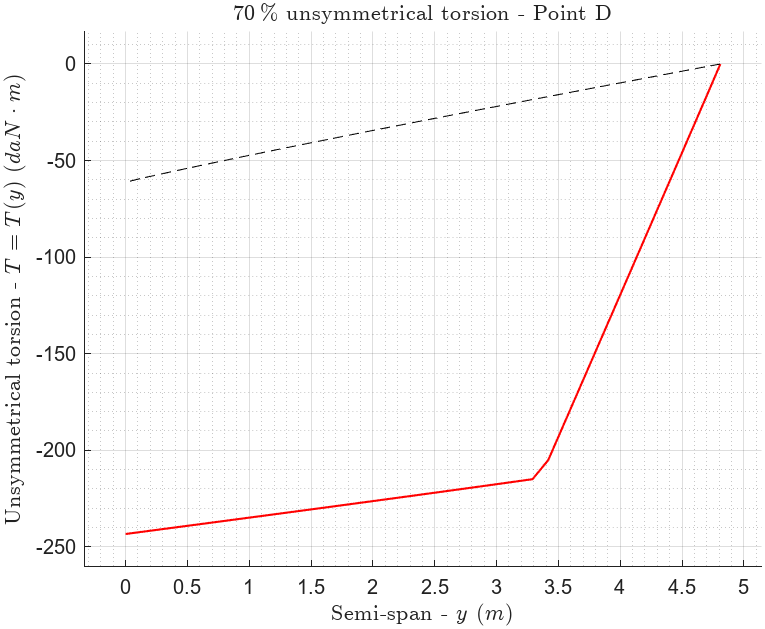 70 % unsymmetrical torsion - Point D
Unsymmetrical torsion - T = T(y) (daN · m)
0
-50
-100
-150
-200
-250
0 0.5 1 1.5 2 2.5 3 3.5 4 4.5 5
Semi-span - y (m)